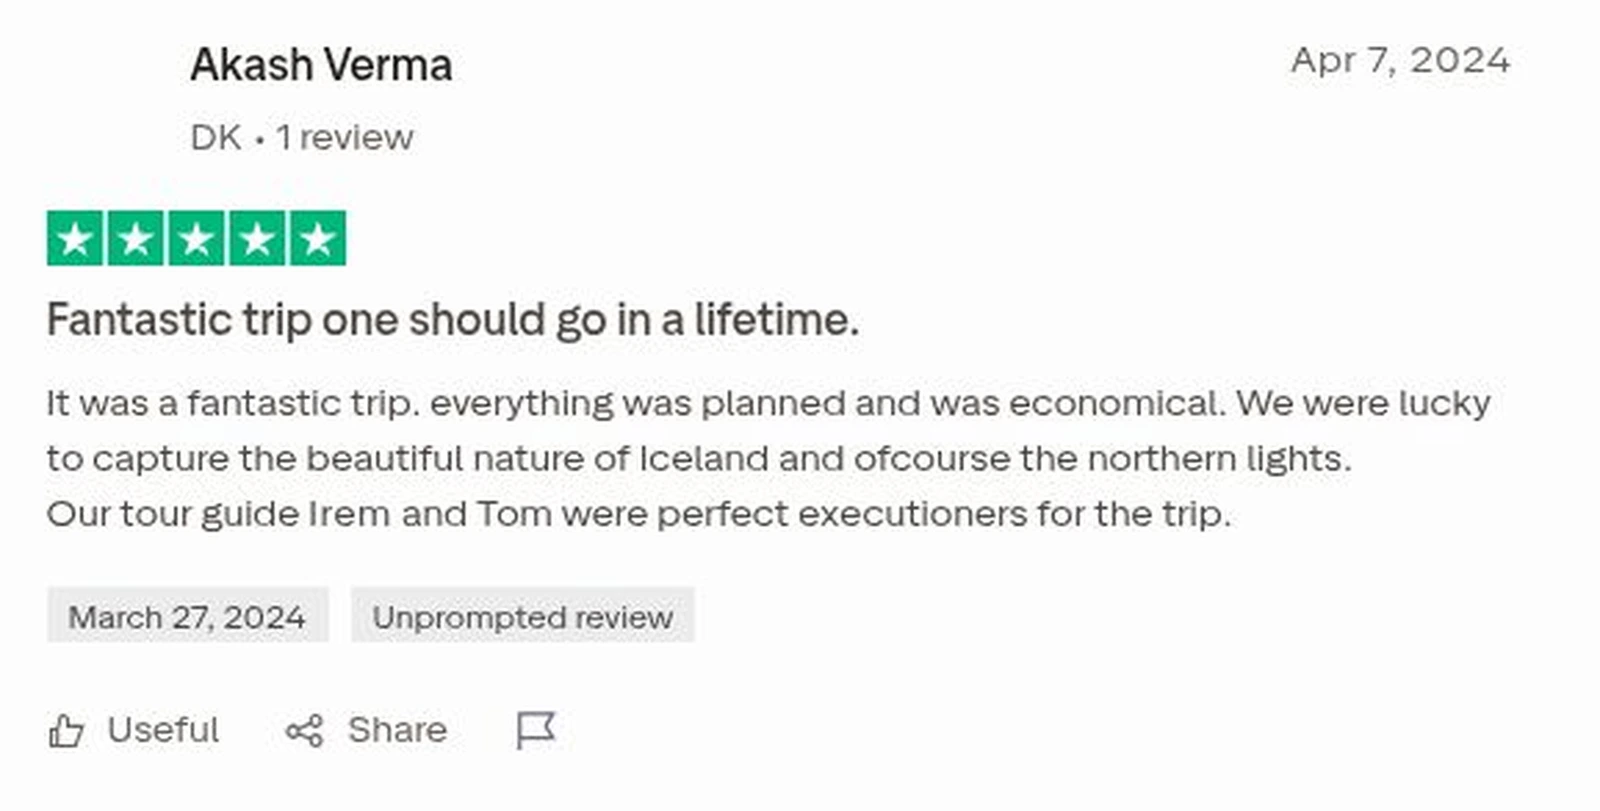 Akash Verma
Apr 7, 2024
DK • 1 review
Fantastic trip one should go in a lifetime.
It was a fantastic trip. everything was planned and was economical. We were lucky
to capture the beautiful nature of Iceland and ofcourse the northern lights.
Our tour guide Irem and Tom were perfect executioners for the trip.
March 27, 2024
Unprompted review
Useful
Share